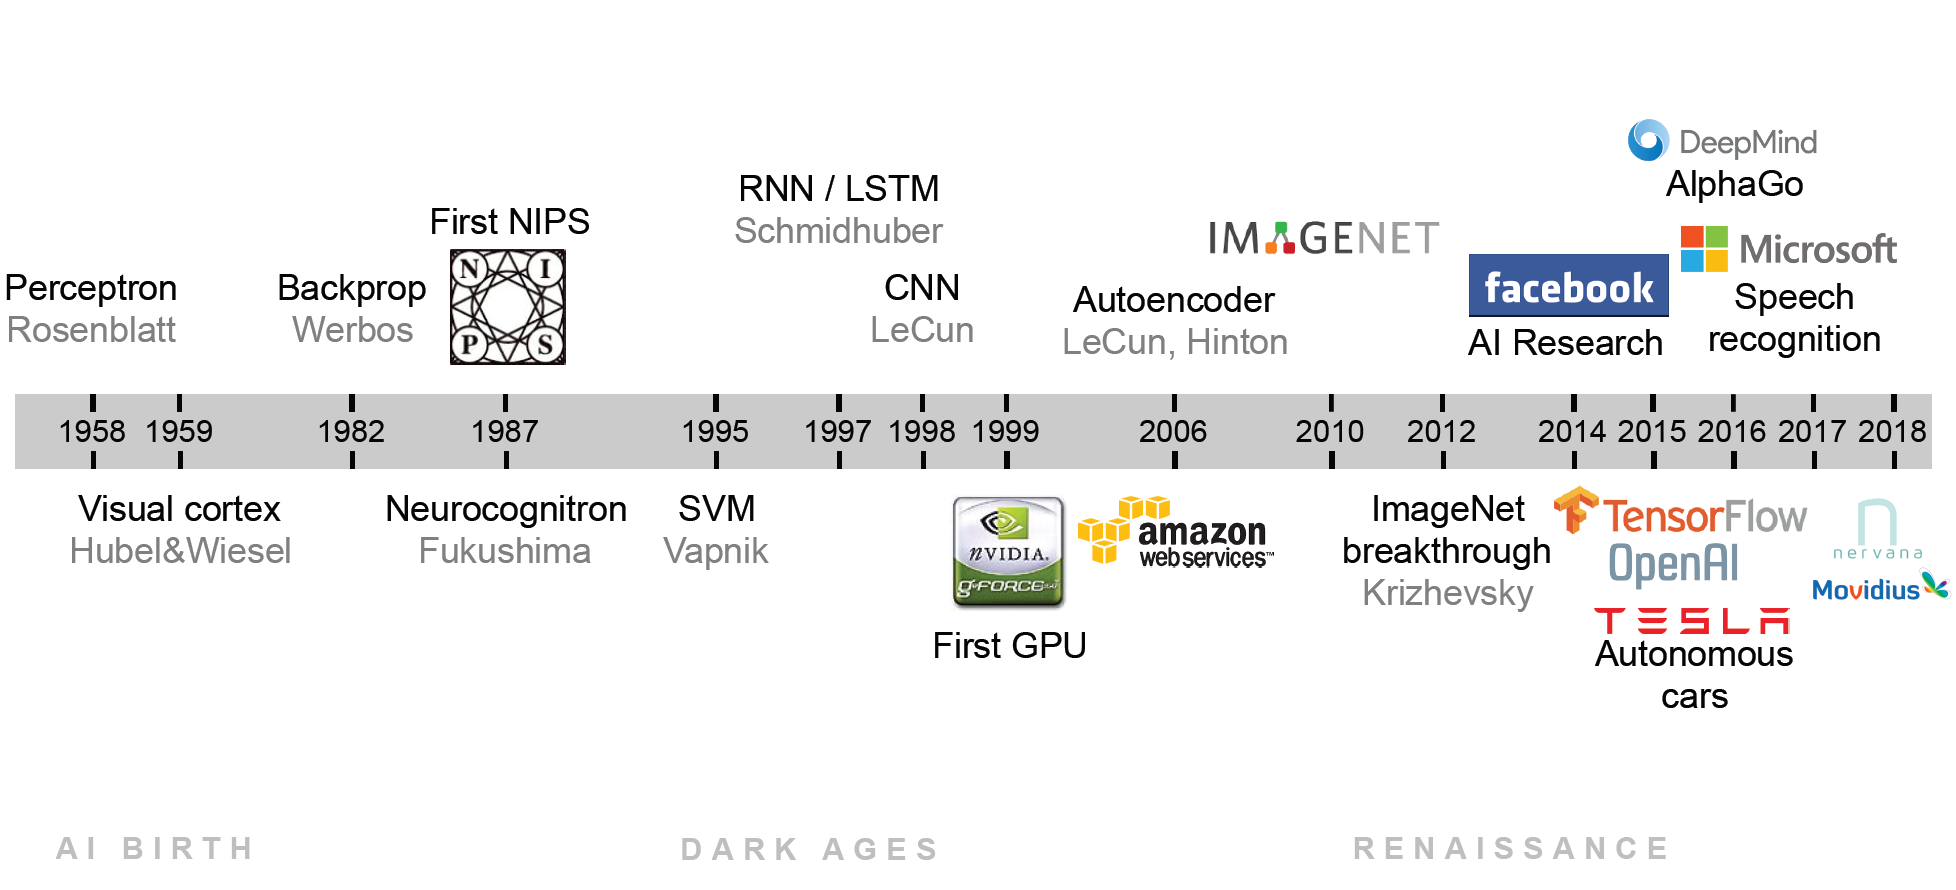 DeepMind
AlphaGo
RNN / LSTM
Schmidhuber
First NIPS
N I
P S
IMAGENET
Microsoft
Speech
recognition
facebook
AI Research
Perceptron
Rosenblatt
Backprop
Werbos
CNN
LeCun
Autoencoder
LeCun, Hinton
1958 1959 1982 1987 1995 1997 1998 1999 2006 2010 2012 2014 2015 2016 2017 2018
Visual cortex
Hubel&Wiesel
Neurocognitron
Fukushima
SVM
Vapnik
nVIDIA.
geFORCE
First GPU
amazon
web services™
ImageNet
breakthrough
Krizhevsky
TensorFlow
OpenAI
TESLA
Autonomous
cars
nervana
Movidius
AI BIRTH
DARK AGES
RENAISSANCE